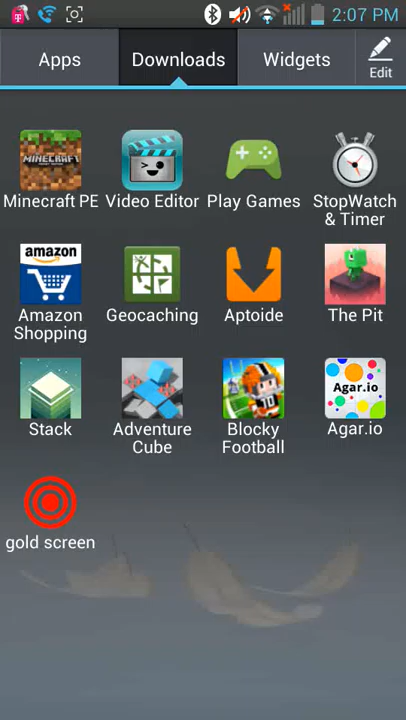 2:07 PM
Apps
Downloads
Widgets
Edit
MINECRAFT
Minecraft PE
Video Editor
Play Games
StopWatch
& Timer
amazon
Amazon
Shopping
Geocaching
Aptoide
The Pit
Stack
Adventure
Cube
Blocky
Football
Agar.io
Agar.io
gold screen